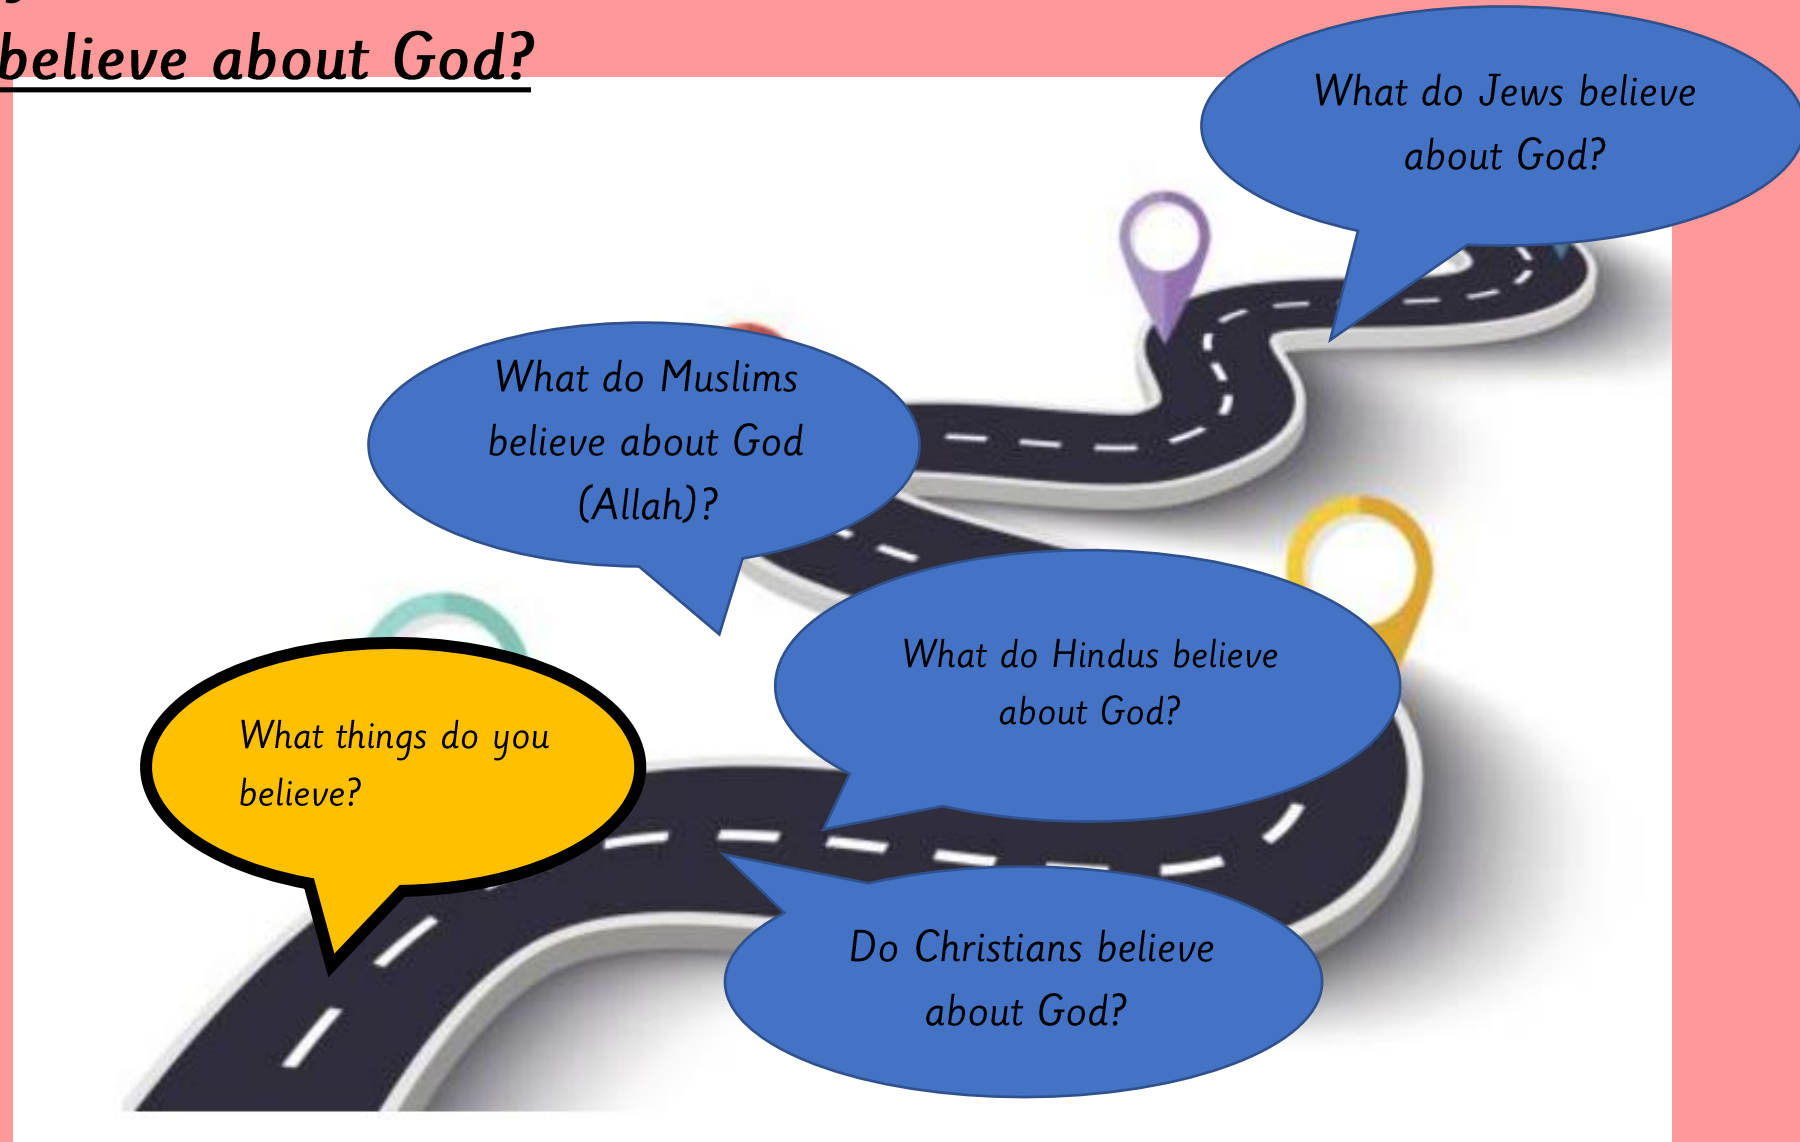 believe about God?
What do Jews believe
about God?
What do Muslims
believe about God
(Allah)?
What do Hindus believe
about God?
What things do you
believe?
Do Christians believe
about God?